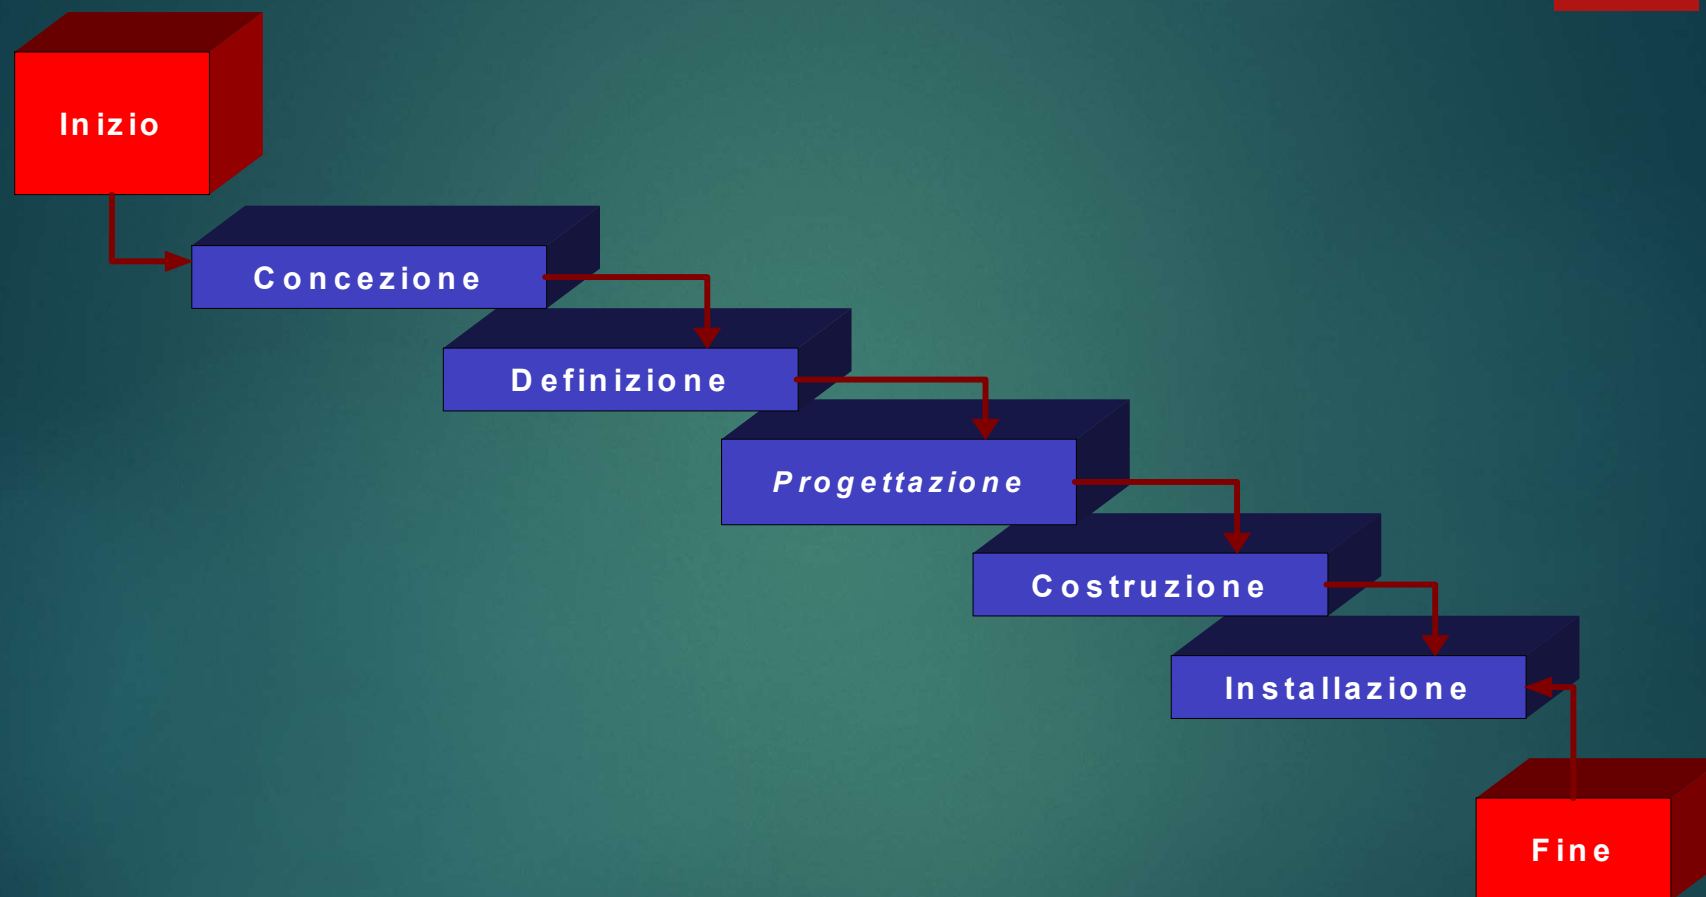 Inizio
Concezione
Definizione
Progettazione
Costruzione
Installazione
Fine